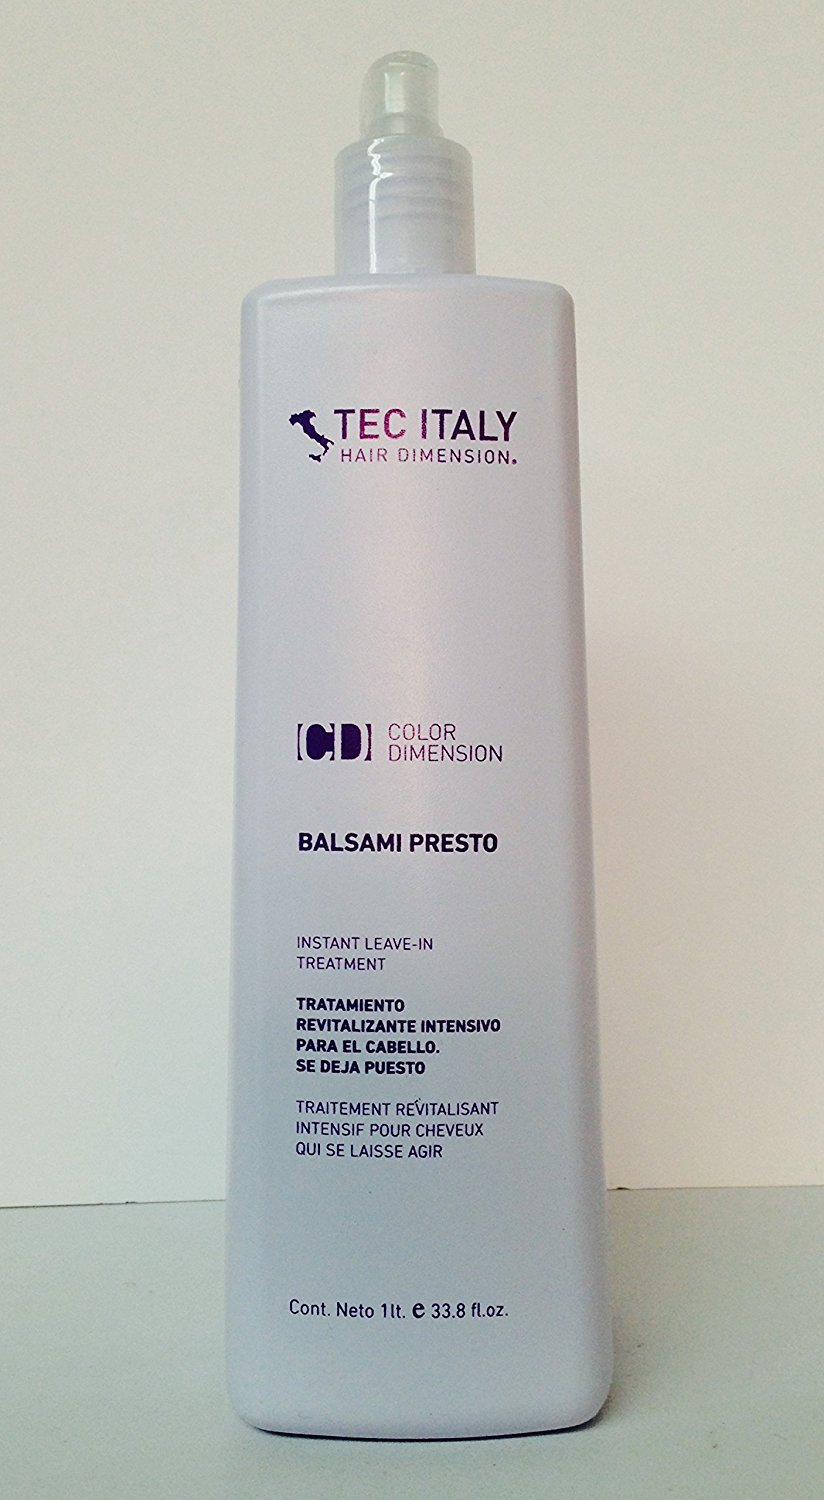 TEC ITALY
HAIR DIMENSION®
[CD] COLOR
DIMENSION
BALSAMI PRESTO
INSTANT LEAVE-IN
TREATMENT
TRATAMIENTO
REVITALIZANTE INTENSIVO
PARA EL CABELLO.
SE DEJA PUESTO
TRAITEMENT REVITALISANT
INTENSIF POUR CHEVEUX
QUI SE LAISSE AGIR
Cont. Neto 1lt. e 33.8 fl.oz.